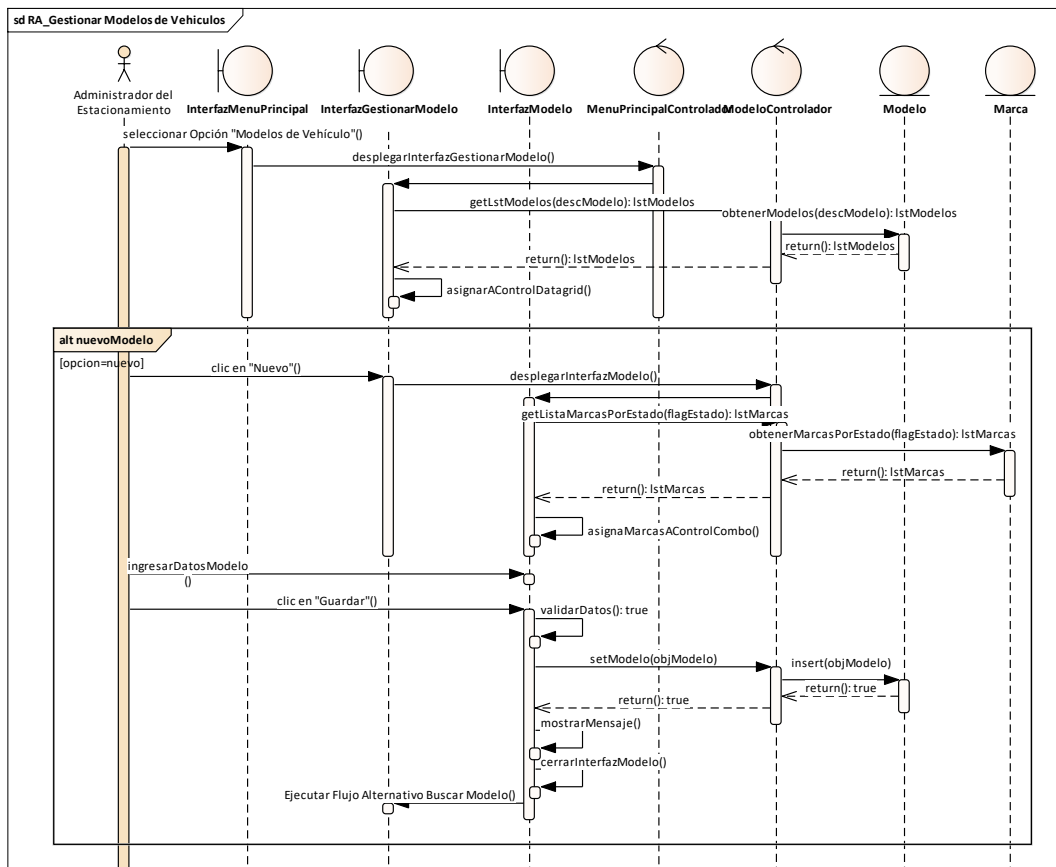 sd RA_Gestionar Modelos de Vehiculos
Administrador del
Estacionamiento
InterfazMenuPrincipal
InterfazGestionarModelo
InterfazModelo
MenuPrincipalControlador
ModeloControlador
Modelo
Marca
seleccionar Opción "Modelos de Vehículo"()
desplegarInterfazGestionarModelo()
getLstModelos(descModelo): lstModelos
obtenerModelos(descModelo): lstModelos
return(): lstModelos
return(): lstModelos
asignarAControlDatagrid()
alt nuevoModelo
[opcion=nuevo]
clic en "Nuevo"()
desplegarInterfazModelo()
getListaMarcasPorEstado(flagEstado): lstMarcas
obtenerMarcasPorEstado(flagEstado): lstMarcas
return(): lstMarcas
return(): lstMarcas
asignaMarcasAControlCombo()
ingresarDatosModelo
()
clic en "Guardar"()
validarDatos(): true
setModelo(objModelo)
insert(objModelo)
return(): true
return(): true
mostrarMensaje()
cerrarInterfazModelo()
Ejecutar Flujo Alternativo Buscar Modelo()